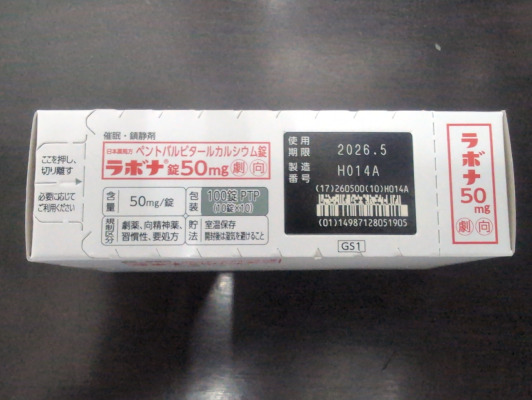 ここを押し、
切り離す
必要に応じて
ご利用ください
催眠・鎮静剤
日本薬局方 ペントバルビタールカルシウム錠
ラボナ®錠50mg 劇 向
含量 50mg/錠
包装 100錠 PTP
(10錠×10)
規制区分 劇薬、向精神薬、
習慣性、要処方
貯法 室温保存
開封後は湿気を避けること
使用期限 2026.5
製造番号 H014A
(17)260500(10)H014A
(01)14987128051905
GS1
ラボナ
50
mg
劇 向